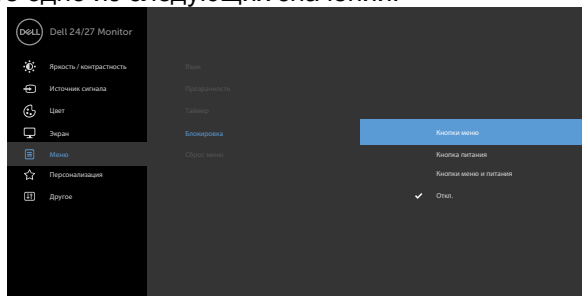 одно из следующих значений:
DELL Dell 24/27 Monitor
Яркость / контрастность
Язык
Источник сигнала
Прозрачность
Цвет
Таймер
Экран
Блокировка
Кнопки меню
Меню
Сброс меню
Кнопка питания
Персонализация
Кнопки меню и питания
Другое
Откл.